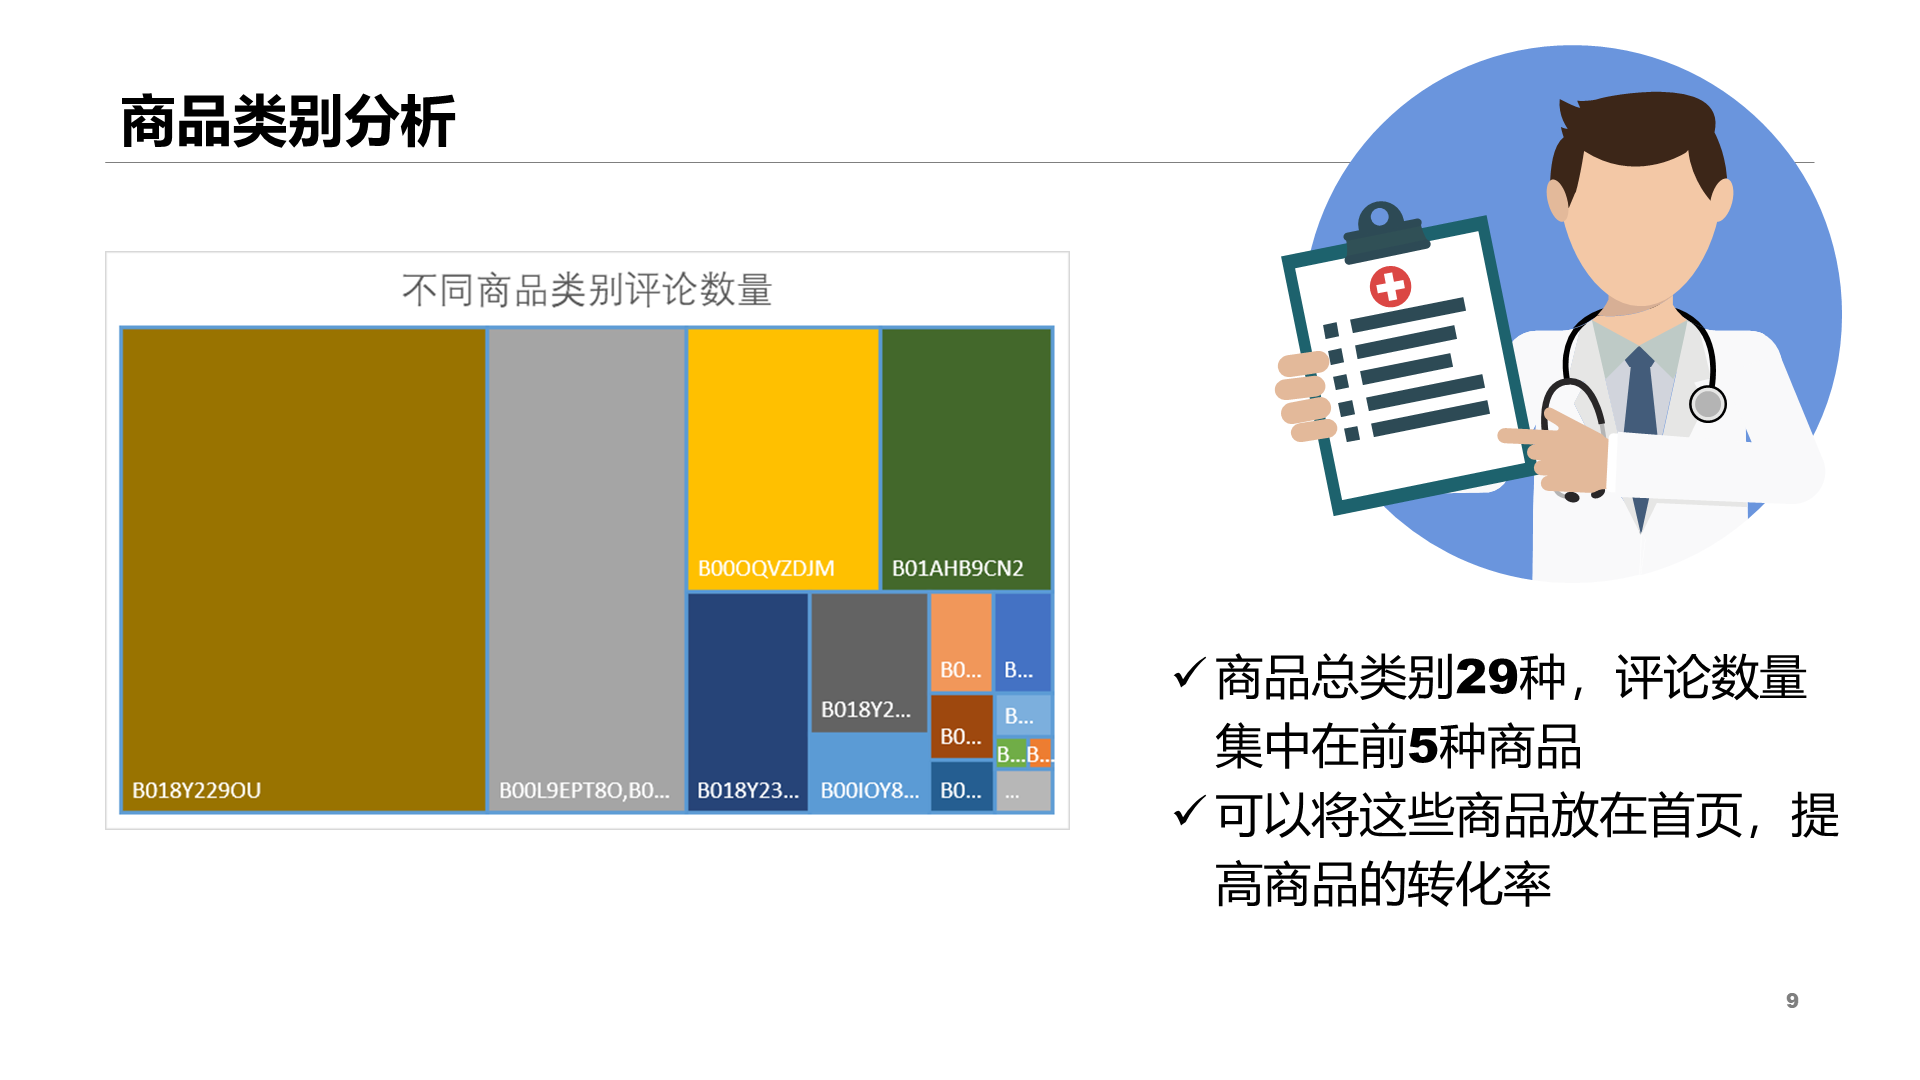 商品类别分析
不同商品类别评论数量
B00OQVZDJM
B01AHB9CN2
B0...
B...
B018Y2...
B...
B0...
B...
B...
B018Y229OU
B00L9EPT8O,B0...
B018Y23...
B00IOY8...
B0...
...
✓商品总类别29种，评论数量
集中在前5种商品
✓可以将这些商品放在首页，提
高商品的转化率
9